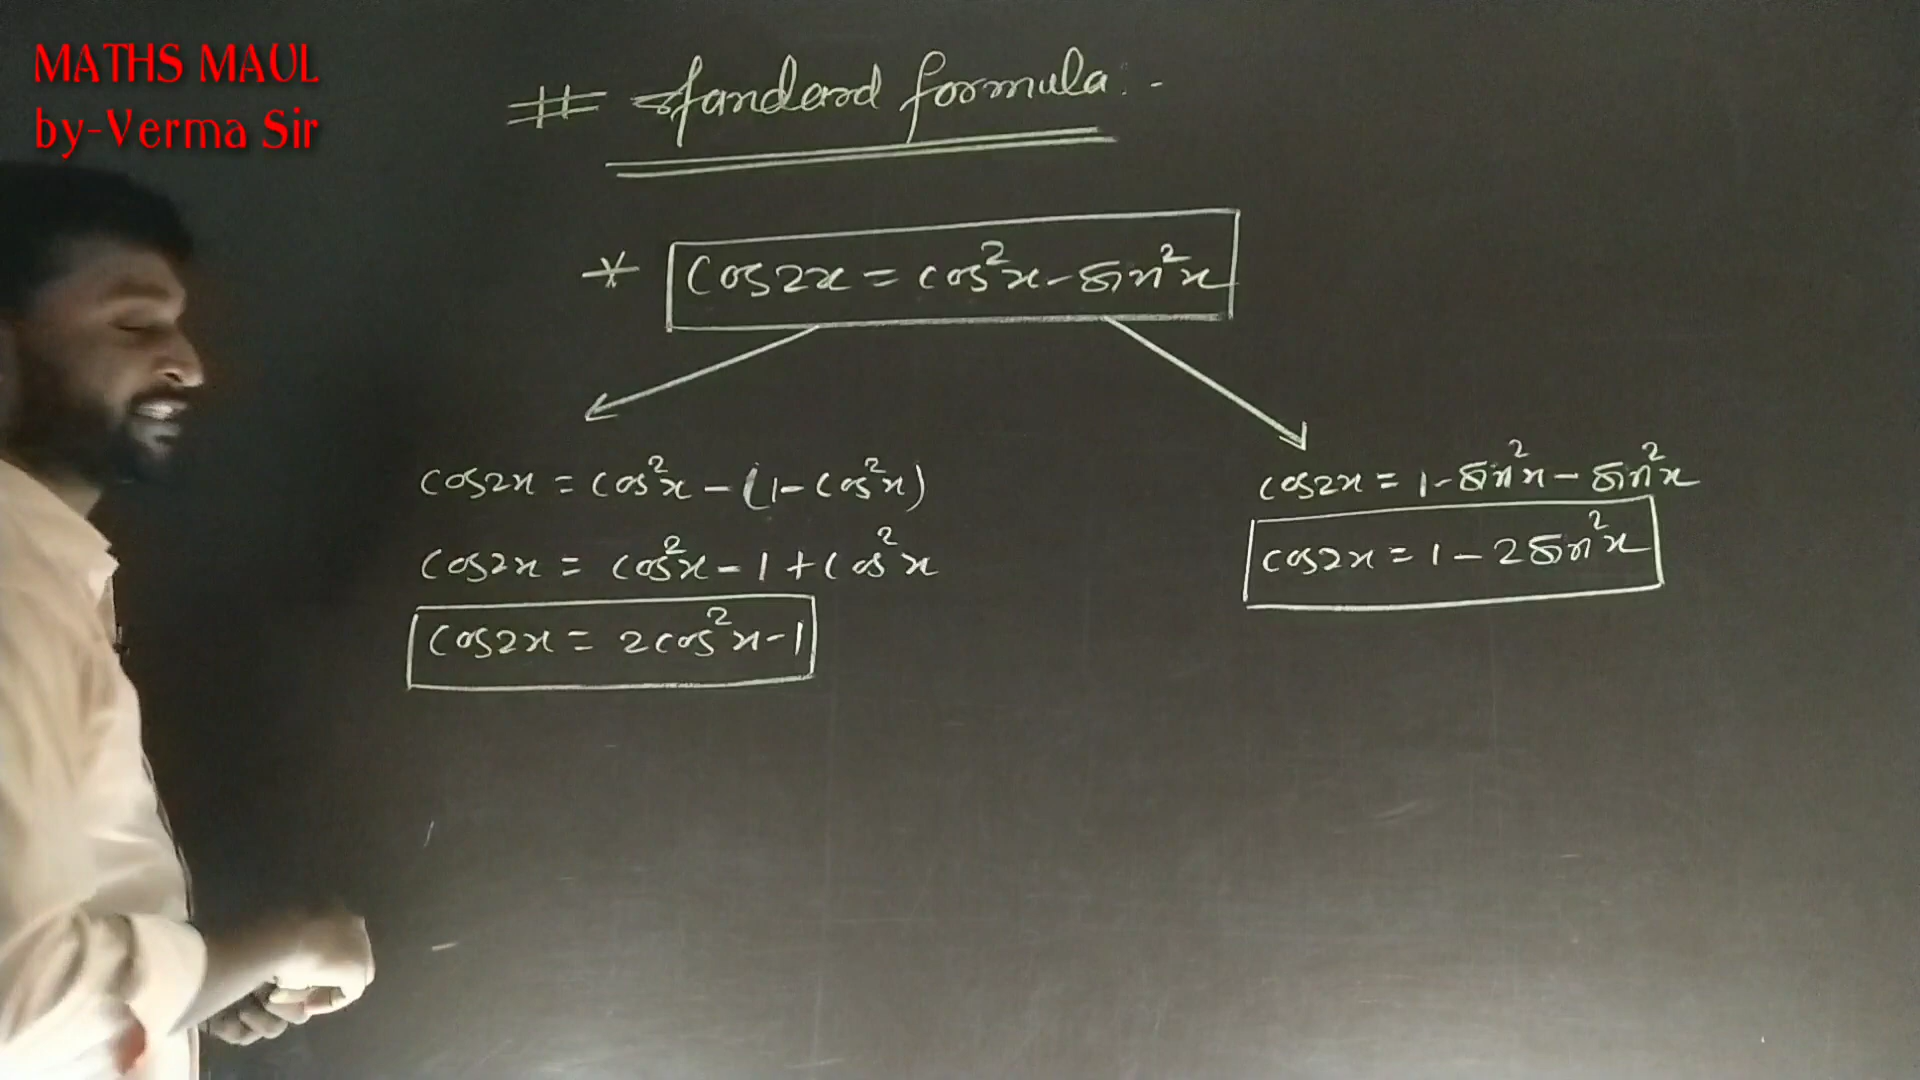 MATHS MAUL
by-Verma Sir
# Standard formula :-
* cos2x = cos²x - sin²x
cos2x = cos²x - (1 - cos²x)
cos2x = cos²x - 1 + cos²x
cos2x = 2cos²x - 1
cos2x = 1 - sin²x - sin²x
cos2x = 1 - 2sin²x